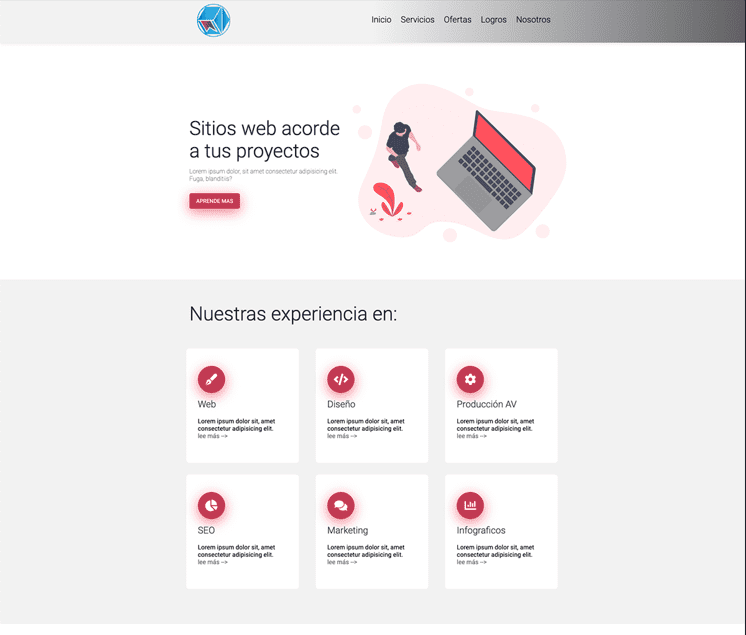 Inicio Servicios Ofertas Logros Nosotros
Sitios web acorde
a tus proyectos
Lorem ipsum dolor, sit amet consectetur adipisicing elit.
Fuga, blanditiis?
APRENDE MAS
Nuestras experiencia en:
Web
Lorem ipsum dolor sit, amet
consectetur adipisicing elit.
lee más -->
Diseño
Lorem ipsum dolor sit, amet
consectetur adipisicing elit.
lee más -->
Producción AV
Lorem ipsum dolor sit, amet
consectetur adipisicing elit.
lee más -->
SEO
Lorem ipsum dolor sit, amet
consectetur adipisicing elit.
lee más -->
Marketing
Lorem ipsum dolor sit, amet
consectetur adipisicing elit.
lee más -->
Infograficos
Lorem ipsum dolor sit, amet
consectetur adipisicing elit.
lee más -->